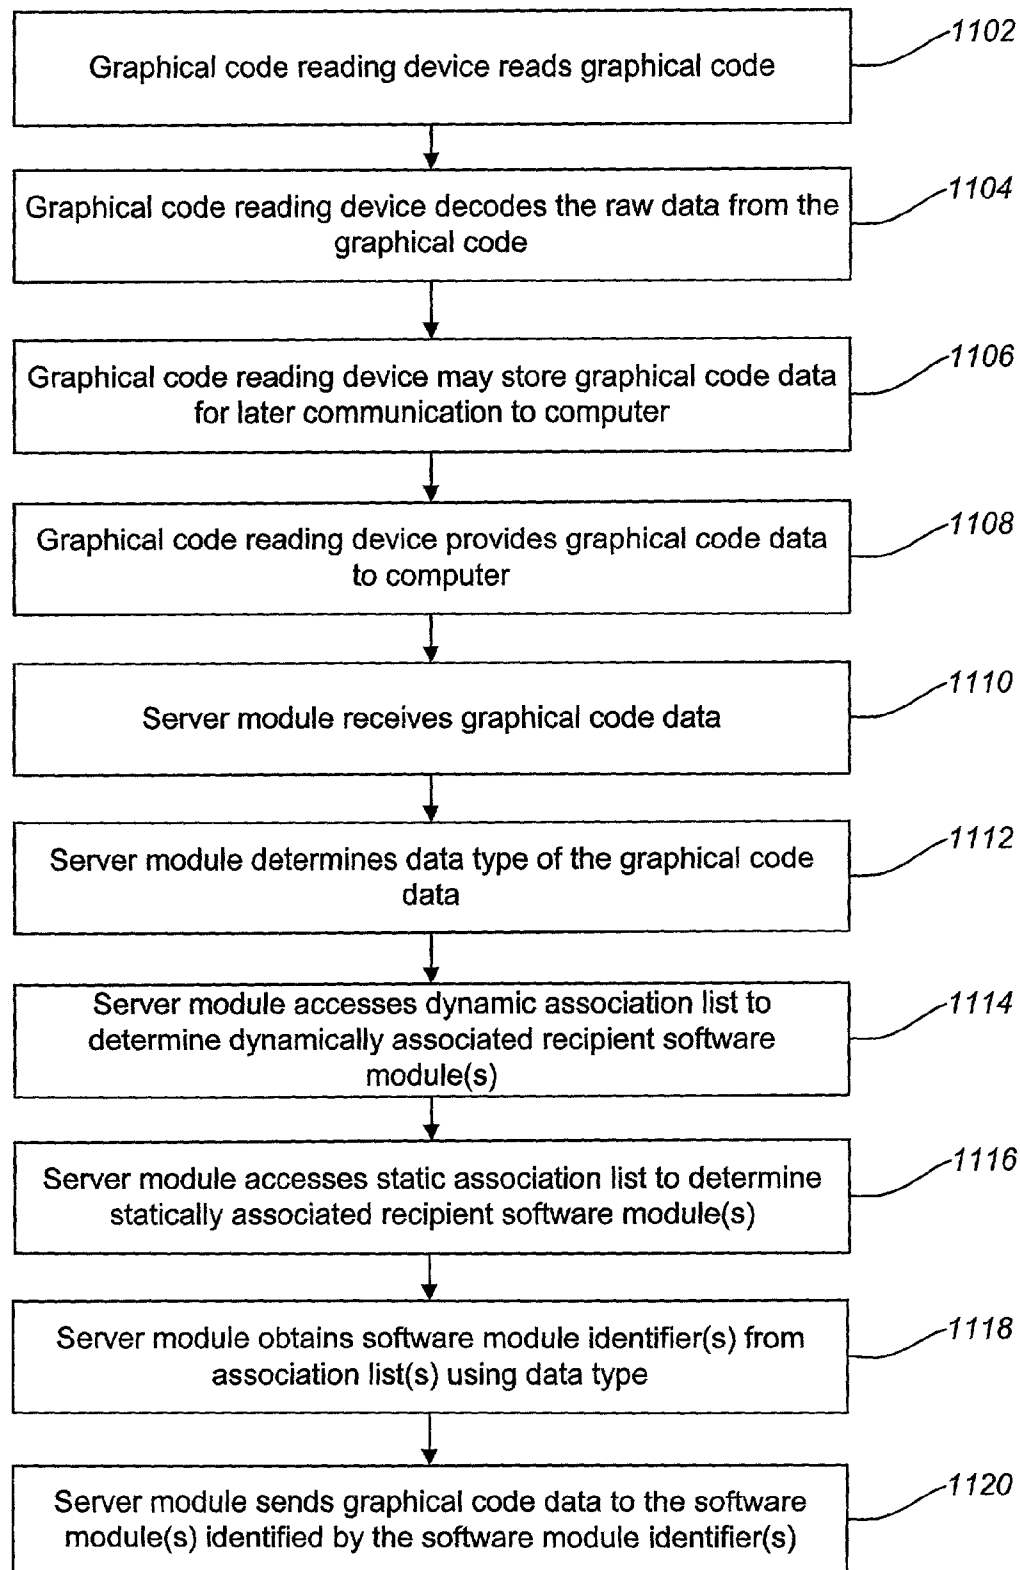 1102
Graphical code reading device reads graphical code
1104
Graphical code reading device decodes the raw data from the
graphical code
1106
Graphical code reading device may store graphical code data
for later communication to computer
1108
Graphical code reading device provides graphical code data
to computer
1110
Server module receives graphical code data
1112
Server module determines data type of the graphical code
data
1114
Server module accesses dynamic association list to
determine dynamically associated recipient software
module(s)
1116
Server module accesses static association list to determine
statically associated recipient software module(s)
1118
Server module obtains software module identifier(s) from
association list(s) using data type
1120
Server module sends graphical code data to the software
module(s) identified by the software module identifier(s)